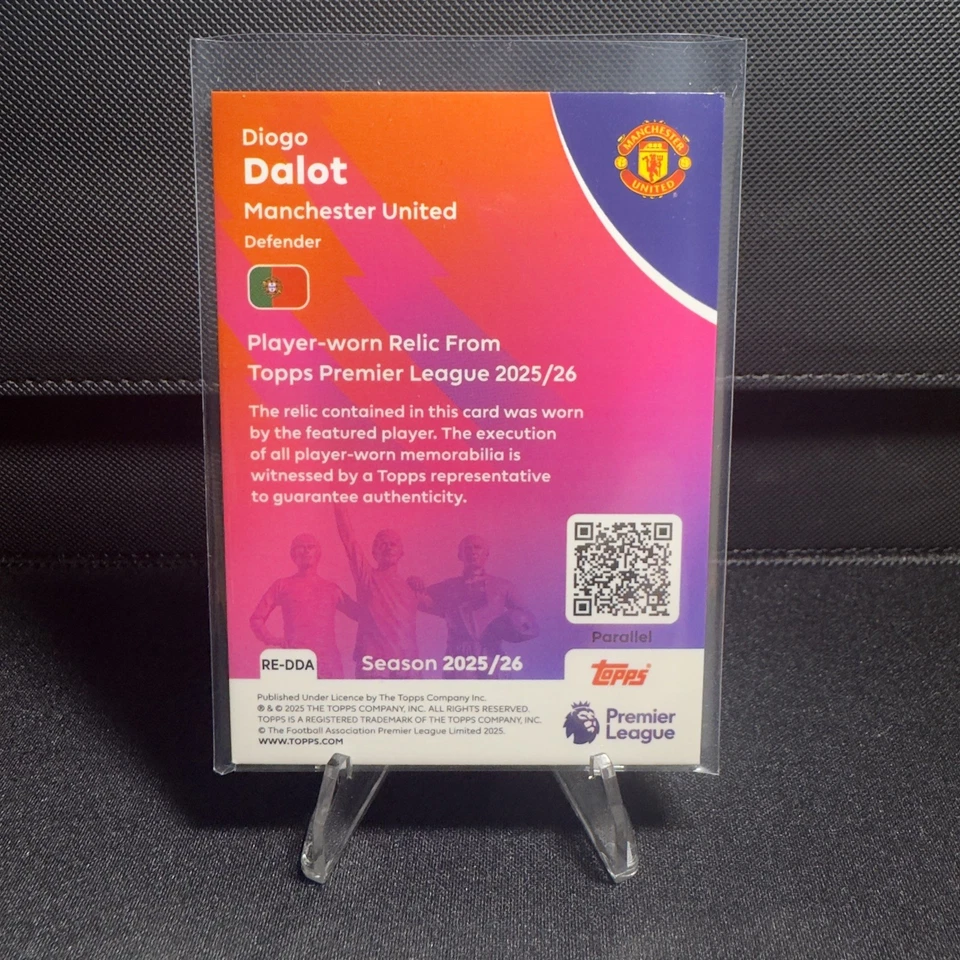 Diogo
Dalot
Manchester United
Defender
MANCHESTER
UNITED
Player-worn Relic From
Topps Premier League 2025/26
The relic contained in this card was worn
by the featured player. The execution
of all player-worn memorabilia is
witnessed by a Topps representative
to guarantee authenticity.
Parallel
RE-DDA
Season 2025/26
topps®
Published Under Licence by The Topps Company Inc.
® & © 2025 THE TOPPS COMPANY, INC. ALL RIGHTS RESERVED.
TOPPS IS A REGISTERED TRADEMARK OF THE TOPPS COMPANY, INC.
© The Football Association Premier League Limited 2025.
WWW.TOPPS.COM
Premier
League